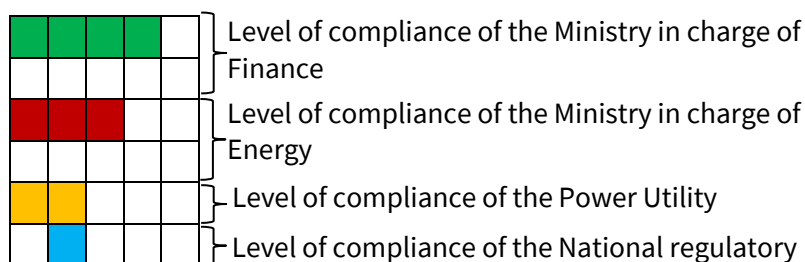 Level of compliance of the Ministry in charge of
Finance
Level of compliance of the Ministry in charge of
Energy
Level of compliance of the Power Utility
Level of compliance of the National regulatory